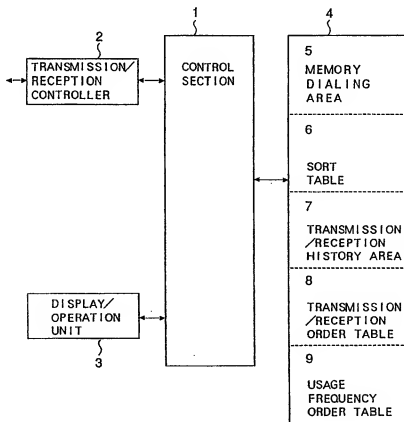 1
2
4
TRANSMISSION/
RECEPTION
CONTROLLER
CONTROL
SECTION
5
MEMORY
DIALING
AREA
6
SORT
TABLE
7
TRANSMISSION
/RECEPTION
HISTORY AREA
8
TRANSMISSION
/RECEPTION
ORDER TABLE
DISPLAY/
OPERATION
UNIT
3
9
USAGE
FREQUENCY
ORDER TABLE